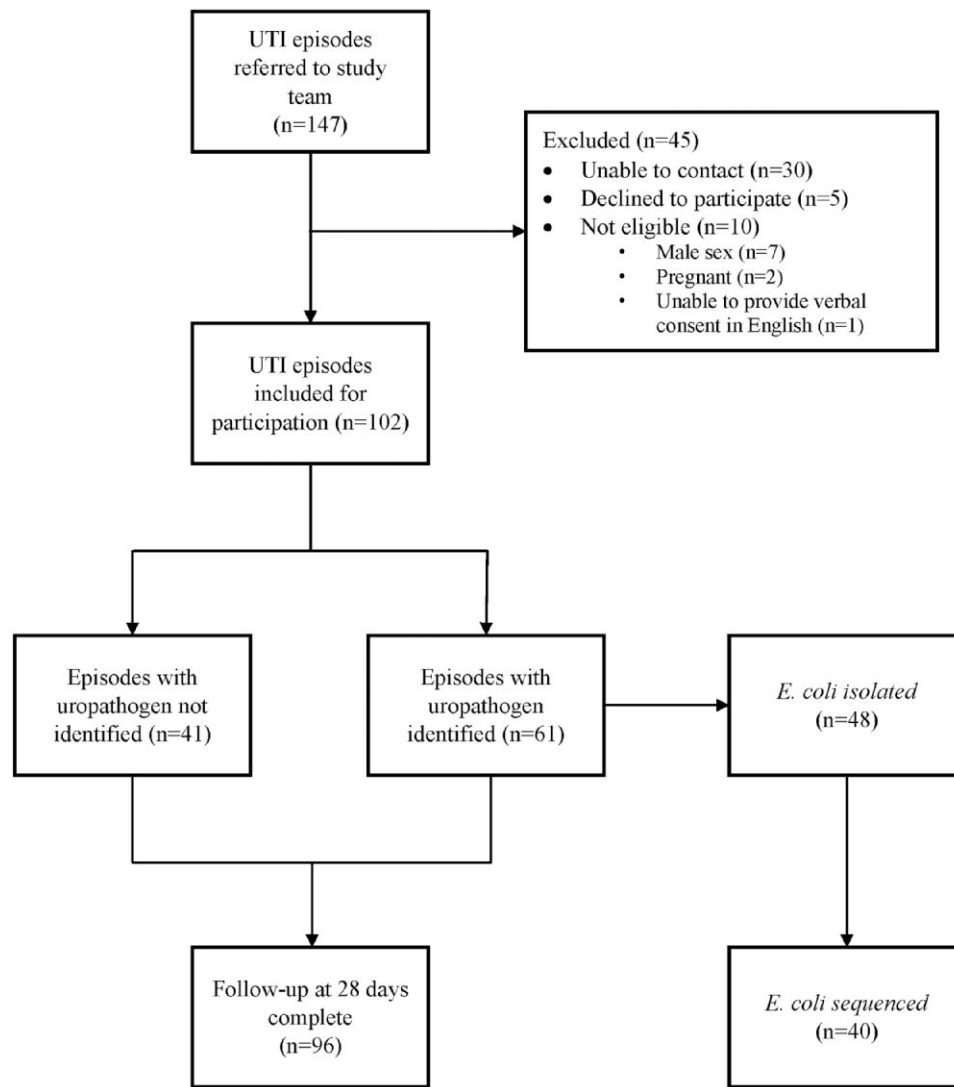 UTI episodes
referred to study
team
(n=147)
Excluded (n=45)
• Unable to contact (n=30)
• Declined to participate (n=5)
• Not eligible (n=10)
• Male sex (n=7)
• Pregnant (n=2)
• Unable to provide verbal
consent in English (n=1)
UTI episodes
included for
participation (n=102)
Episodes with
uropathogen not
identified (n=41)
Episodes with
uropathogen
identified (n=61)
E. coli isolated
(n=48)
Follow-up at 28 days
complete
(n=96)
E. coli sequenced
(n=40)